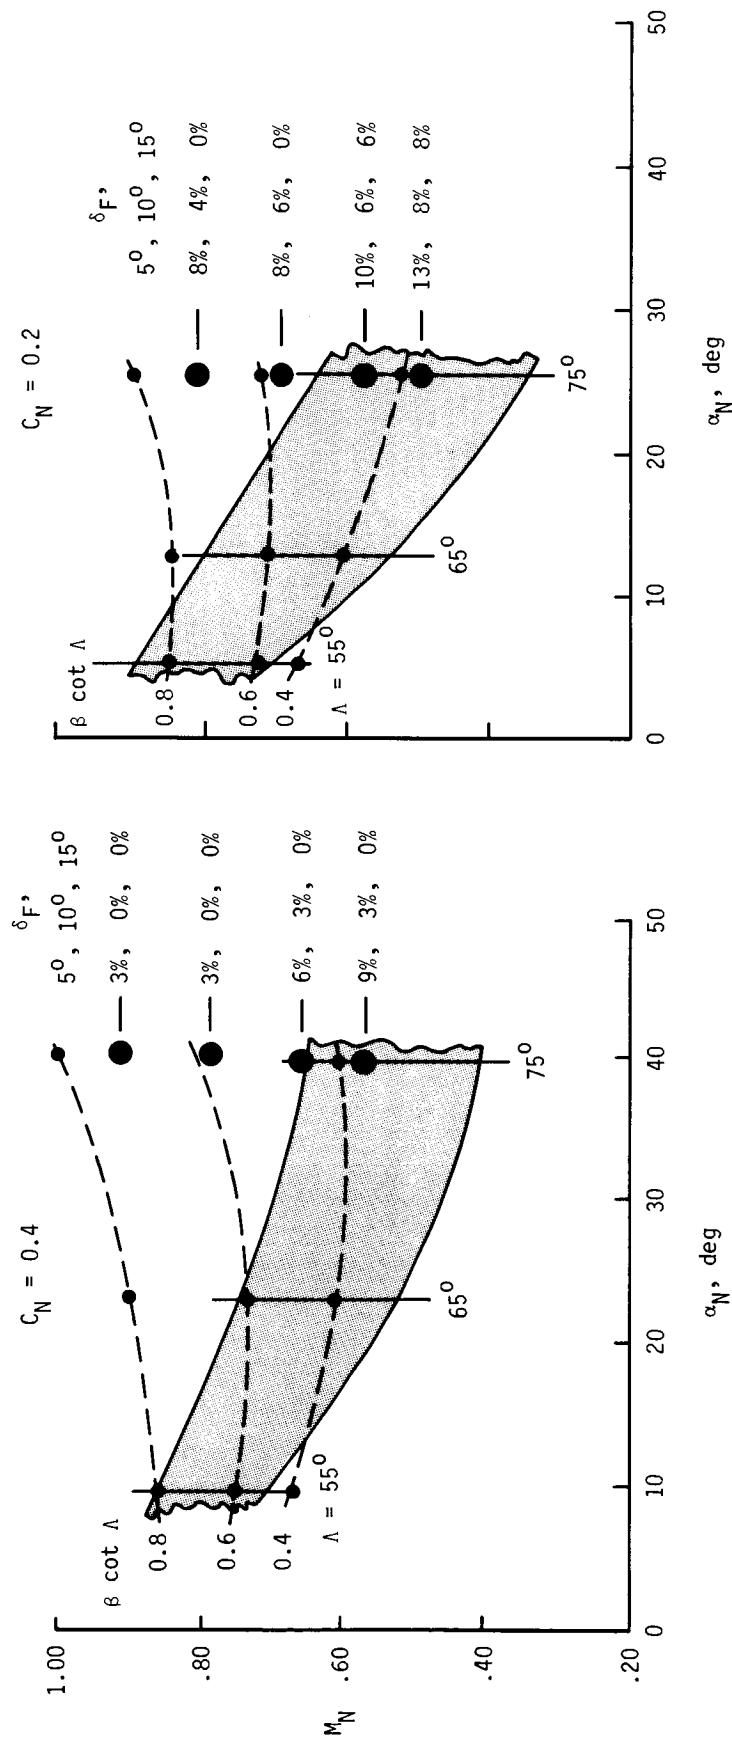 C_N = 0.4
δ_F,
5°, 10°, 15°
3%, 0%, 0%
3%, 0%, 0%
6%, 3%, 0%
9%, 3%, 0%
β cot Λ
0.8
0.6
0.4
Λ = 55°
65°
75°
1.00
.80
.60
.40
.20
M_N
0
10
20
30
40
50
α_N, deg
C_N = 0.2
δ_F,
5°, 10°, 15°
8%, 4%, 0%
8%, 6%, 0%
10%, 6%, 6%
13%, 8%, 8%
β cot Λ
0.8
0.6
0.4
Λ = 55°
65°
75°
0
10
20
30
40
50
α_N, deg